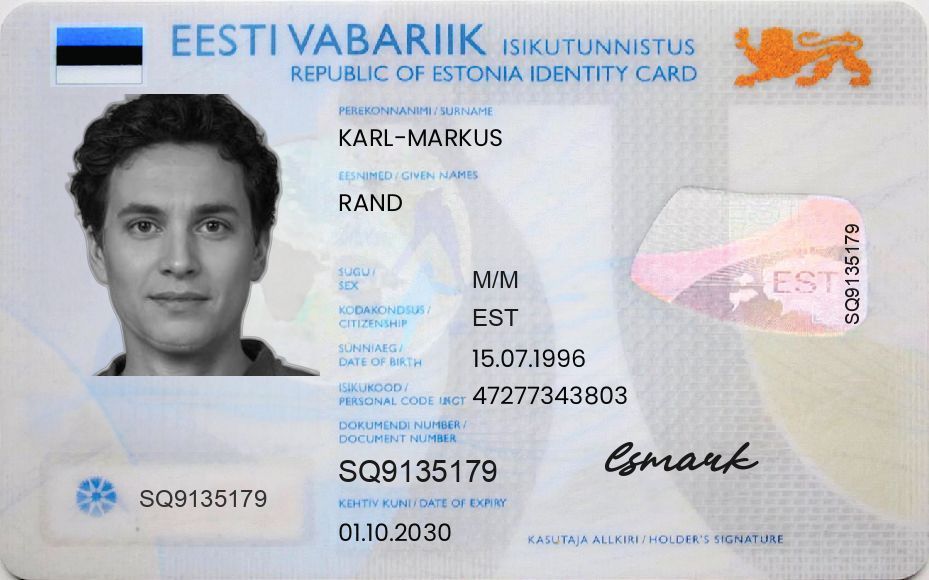 EESTI VABARIIK ISIKUTUNNISTUS
REPUBLIC OF ESTONIA IDENTITY CARD
PEREKONNANIMI / SURNAME
KARL-MARKUS
EESNIMED / GIVEN NAMES
RAND
SUGU /
SEX
M/M
KODAKONDSUS /
CITIZENSHIP
EST
SÜNNIAEG /
DATE OF BIRTH
15.07.1996
ISIKUKOOD /
PERSONAL CODE
47277343803
DOKUMENDI NUMBER /
DOCUMENT NUMBER
SQ9135179
KEHTIV KUNI / DATE OF EXPIRY
01.10.2030
SQ9135179
EST
SQ9135179
esmark
KASUTAJA ALLKIRI / HOLDER'S SIGNATURE